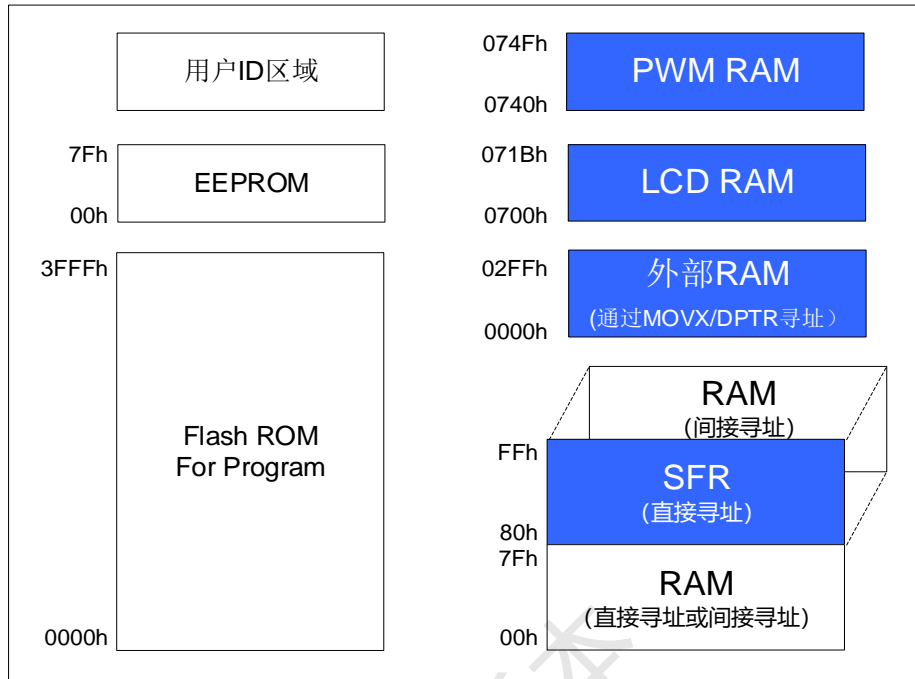 用户ID区域
7Fh
EEPROM
00h
3FFFh
Flash ROM
For Program
0000h
074Fh
PWM RAM
0740h
071Bh
LCD RAM
0700h
02FFh
外部RAM
(通过MOVX/DPTR寻址）
0000h
RAM
(间接寻址)
FFh
SFR
(直接寻址)
80h
7Fh
RAM
(直接寻址或间接寻址)
00h
本